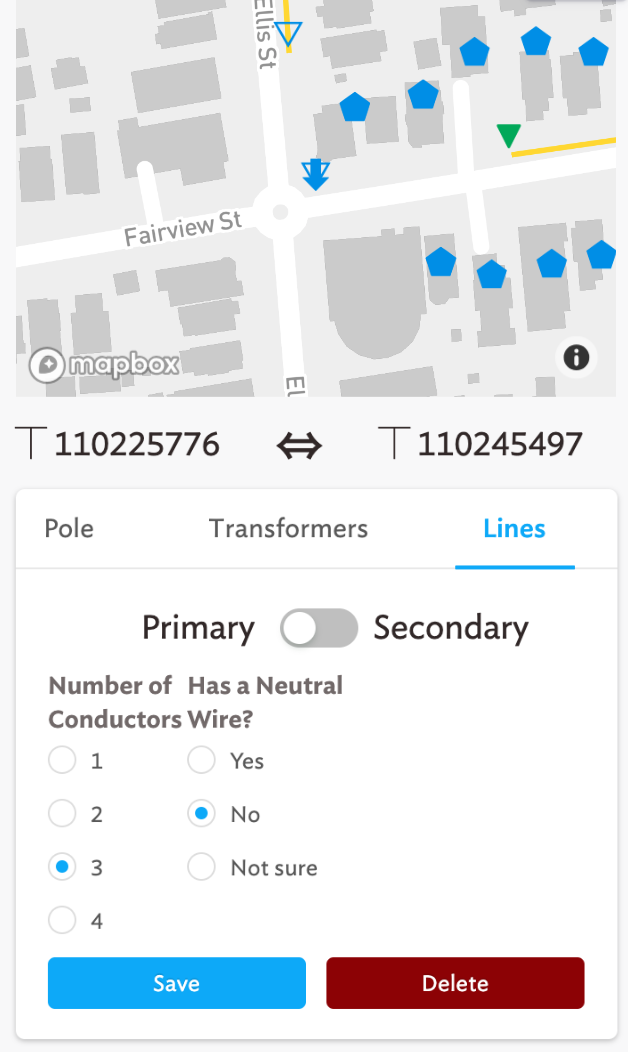 Ellis St
Fairview St
mapbox
El
110225776 ⇔ 110245497
Pole Transformers Lines
Primary Secondary
Number of Has a Neutral
Conductors Wire?
1 Yes
2 No
3 Not sure
4
Save Delete